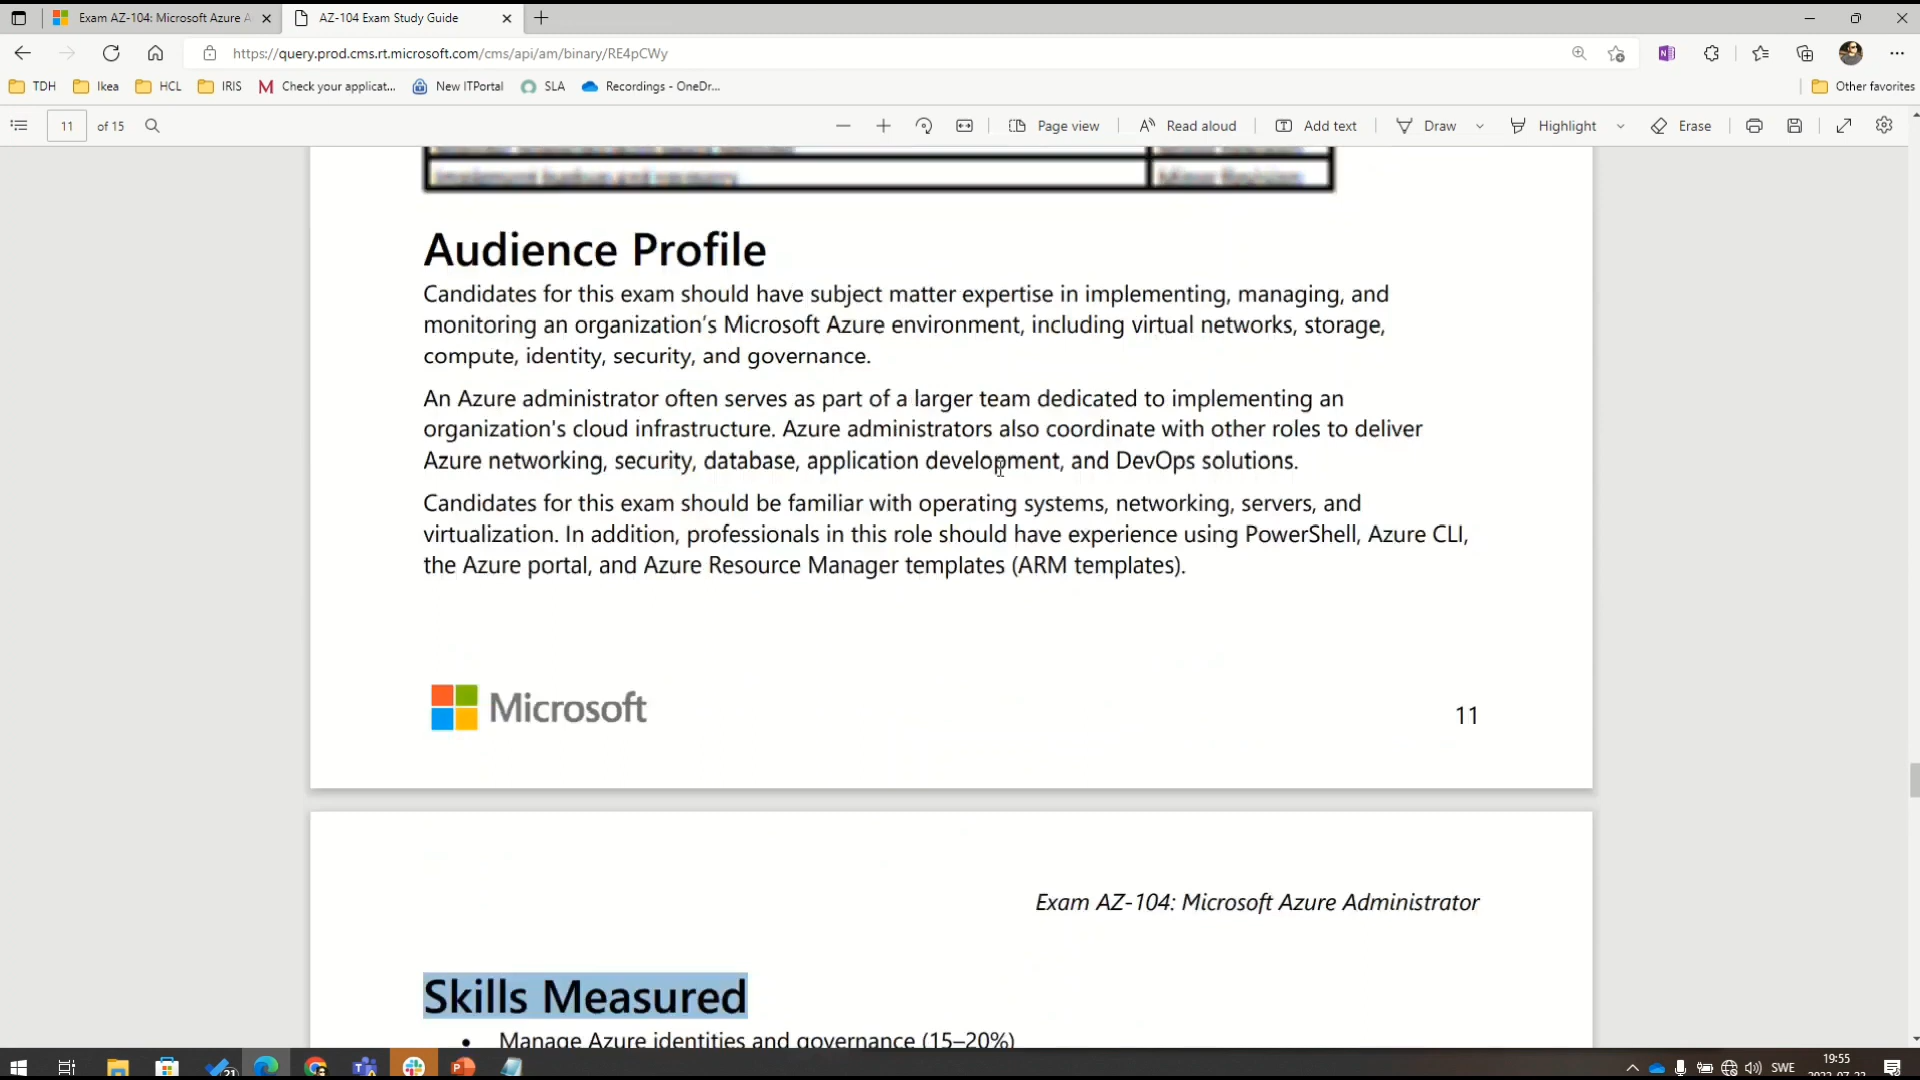 Exam AZ-104: Microsoft Azure A
AZ-104 Exam Study Guide
https://query.prod.cms.rt.microsoft.com/cms/api/am/binary/RE4pCWy
TDH Ikea HCL IRIS Check your applicat... New ITPortal SLA Recordings - OneDr... Other favorites
11 of 15 Page view Read aloud Add text Draw Highlight Erase
Implement backup and recovery Minor Revision
Audience Profile
Candidates for this exam should have subject matter expertise in implementing, managing, and
monitoring an organization’s Microsoft Azure environment, including virtual networks, storage,
compute, identity, security, and governance.
An Azure administrator often serves as part of a larger team dedicated to implementing an
organization's cloud infrastructure. Azure administrators also coordinate with other roles to deliver
Azure networking, security, database, application development, and DevOps solutions.
Candidates for this exam should be familiar with operating systems, networking, servers, and
virtualization. In addition, professionals in this role should have experience using PowerShell, Azure CLI,
the Azure portal, and Azure Resource Manager templates (ARM templates).
Microsoft
11
Exam AZ-104: Microsoft Azure Administrator
Skills Measured
• Manage Azure identities and governance (15–20%)
21
SWE
19:55